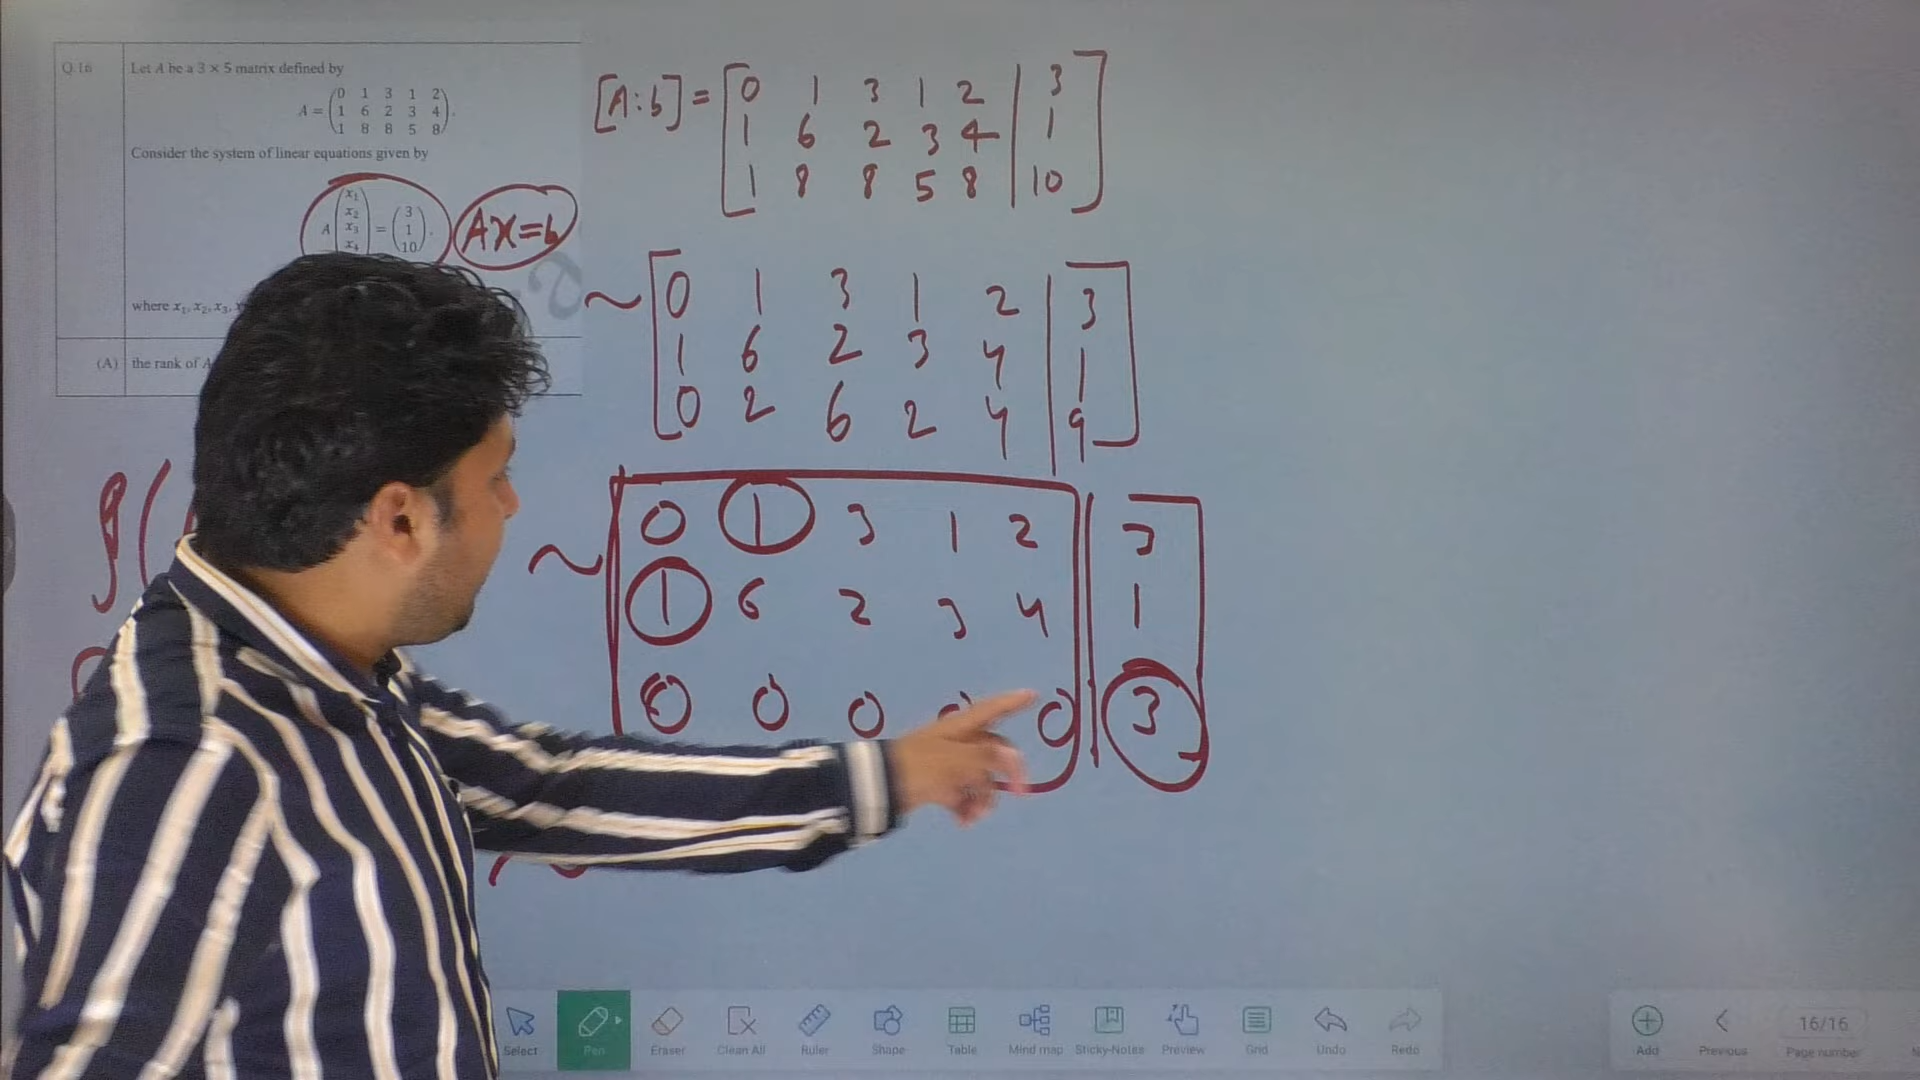 Q.16
Let A be a 3 × 5 matrix defined by
A = (0 1 3 1 2
1 6 2 3 4
1 8 8 5 8).
Consider the system of linear equations given by
A (x1 x2 x3 x4 = (3 1 10).
AX=b
where x1, x2, x3,
(A) the rank of A
[A:b] = [0 1 3 1 2 | 3
1 6 2 3 4 | 1
1 8 8 5 8 | 10]
~ [0 1 3 1 2 | 3
1 6 2 3 4 | 1
0 2 6 2 4 | 9]
ρ(
~ 0 1 3 1 2 | 3
1 6 2 3 4 | 1
0 0 0 0 0 | 3
Select
Pen
Eraser
Clean All
Ruler
Shape
Table
Mind map
Sticky-Notes
Preview
Grid
Undo
Redo
Add
Previous
16/16
Page number